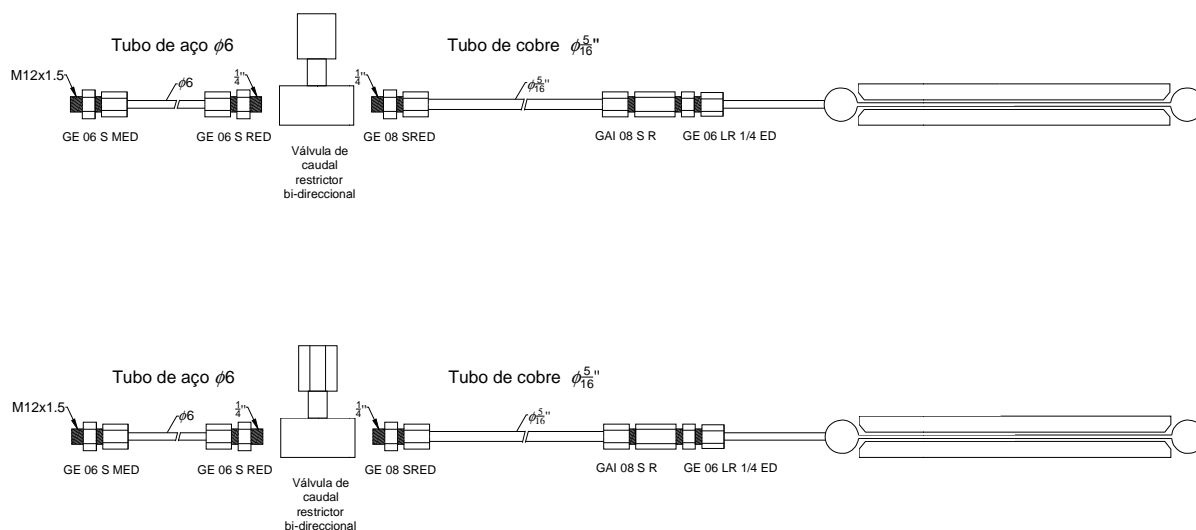 Tubo de aço ϕ6
Tubo de cobre ϕ5/16"
M12x1.5
ϕ6
1/4"
1/4"
ϕ5/16"
GE 06 S MED
GE 06 S RED
GE 08 SRED
GAI 08 S R
GE 06 LR 1/4 ED
Válvula de
caudal
restrictor
bi-direccional
Tubo de aço ϕ6
Tubo de cobre ϕ5/16"
M12x1.5
ϕ6
1/4"
1/4"
ϕ5/16"
GE 06 S MED
GE 06 S RED
GE 08 SRED
GAI 08 S R
GE 06 LR 1/4 ED
Válvula de
caudal
restrictor
bi-direccional